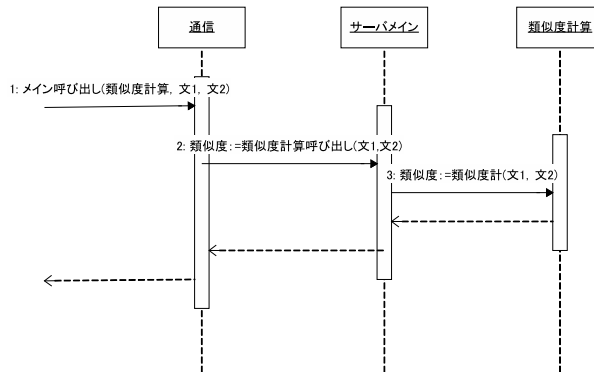 通信
サーバメイン
類似度計算
1: メイン呼び出し(類似度計算, 文1, 文2)
2: 類似度:=類似度計算呼び出し(文1,文2)
3: 類似度:=類似度計(文1, 文2)